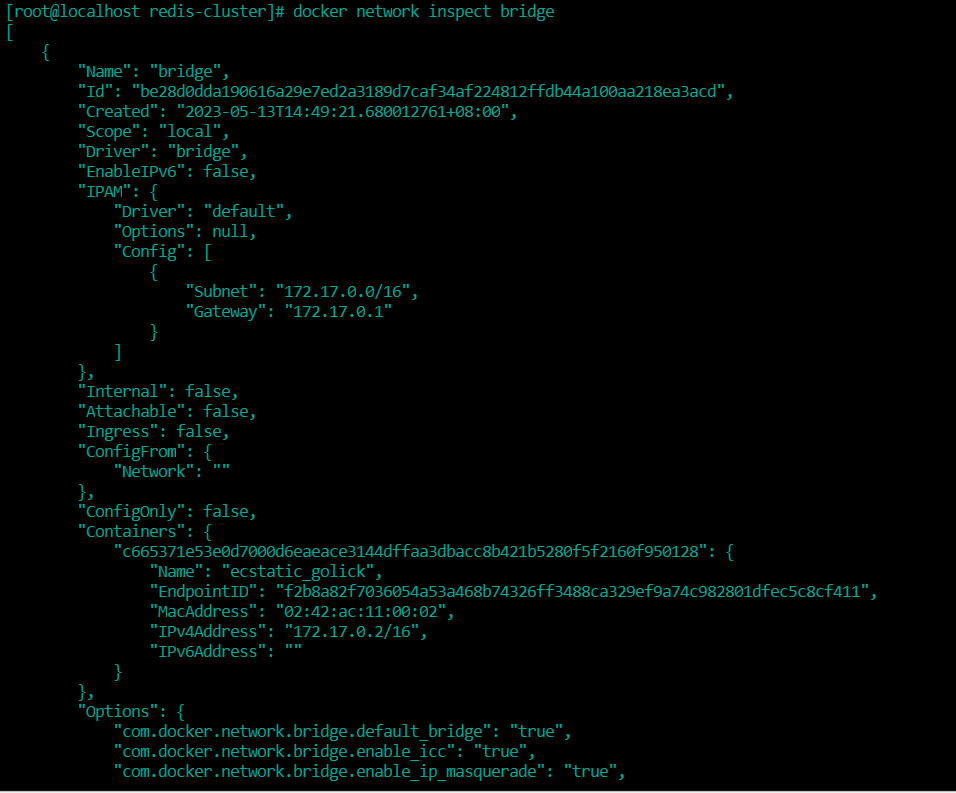 [root@localhost redis-cluster]# docker network inspect bridge
[
    {
        "Name": "bridge",
        "Id": "be28d0dda190616a29e7ed2a3189d7caf34af224812ffdb44a100aa218ea3acd",
        "Created": "2023-05-13T14:49:21.680012761+08:00",
        "Scope": "local",
        "Driver": "bridge",
        "EnableIPv6": false,
        "IPAM": {
            "Driver": "default",
            "Options": null,
            "Config": [
                {
                    "Subnet": "172.17.0.0/16",
                    "Gateway": "172.17.0.1"
                }
            ]
        },
        "Internal": false,
        "Attachable": false,
        "Ingress": false,
        "ConfigFrom": {
            "Network": ""
        },
        "ConfigOnly": false,
        "Containers": {
            "c665371e53e0d7000d6eaeace3144dffaa3dbacc8b421b5280f5f2160f950128": {
                "Name": "ecstatic_golick",
                "EndpointID": "f2b8a82f7036054a53a468b74326ff3488ca329ef9a74c982801dfec5c8cf411",
                "MacAddress": "02:42:ac:11:00:02",
                "IPv4Address": "172.17.0.2/16",
                "IPv6Address": ""
            }
        },
        "Options": {
            "com.docker.network.bridge.default_bridge": "true",
            "com.docker.network.bridge.enable_icc": "true",
            "com.docker.network.bridge.enable_ip_masquerade": "true",